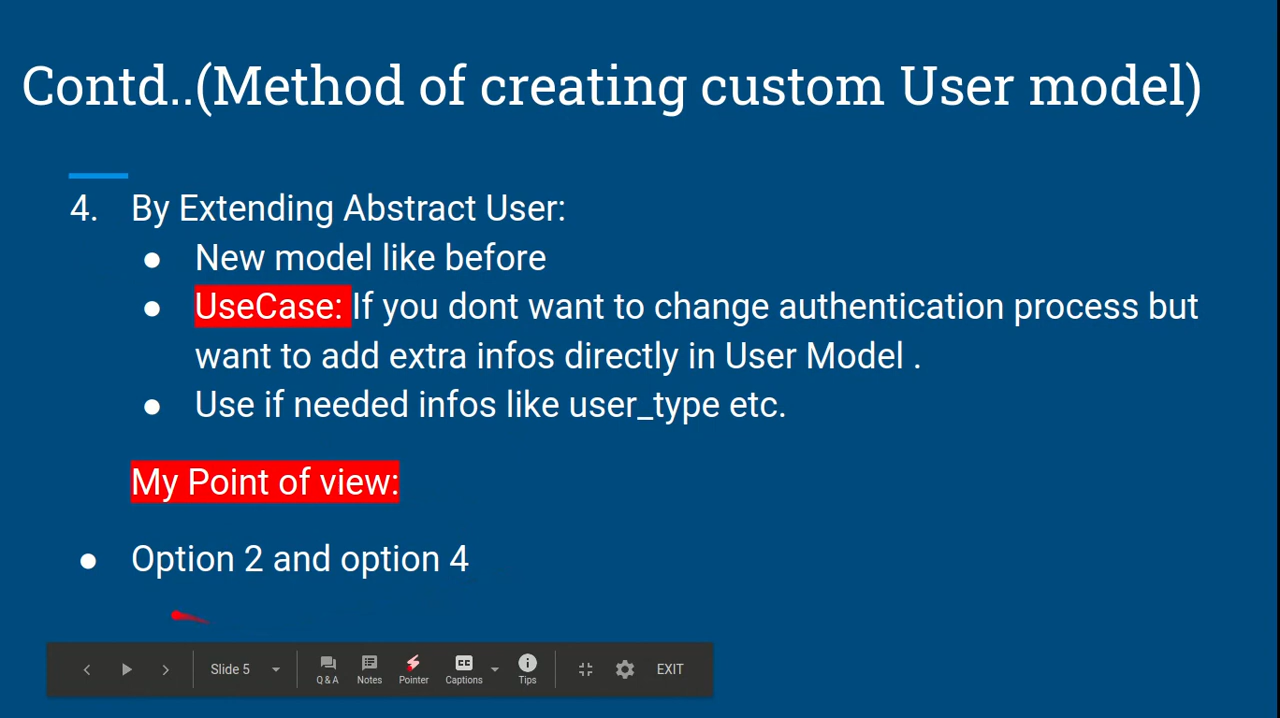 Contd..(Method of creating custom User model)
4. By Extending Abstract User:
● New model like before
● UseCase: If you dont want to change authentication process but
want to add extra infos directly in User Model .
● Use if needed infos like user_type etc.
My Point of view:
● Option 2 and option 4
Slide 5 Q & A Notes Pointer CC Captions Tips EXIT